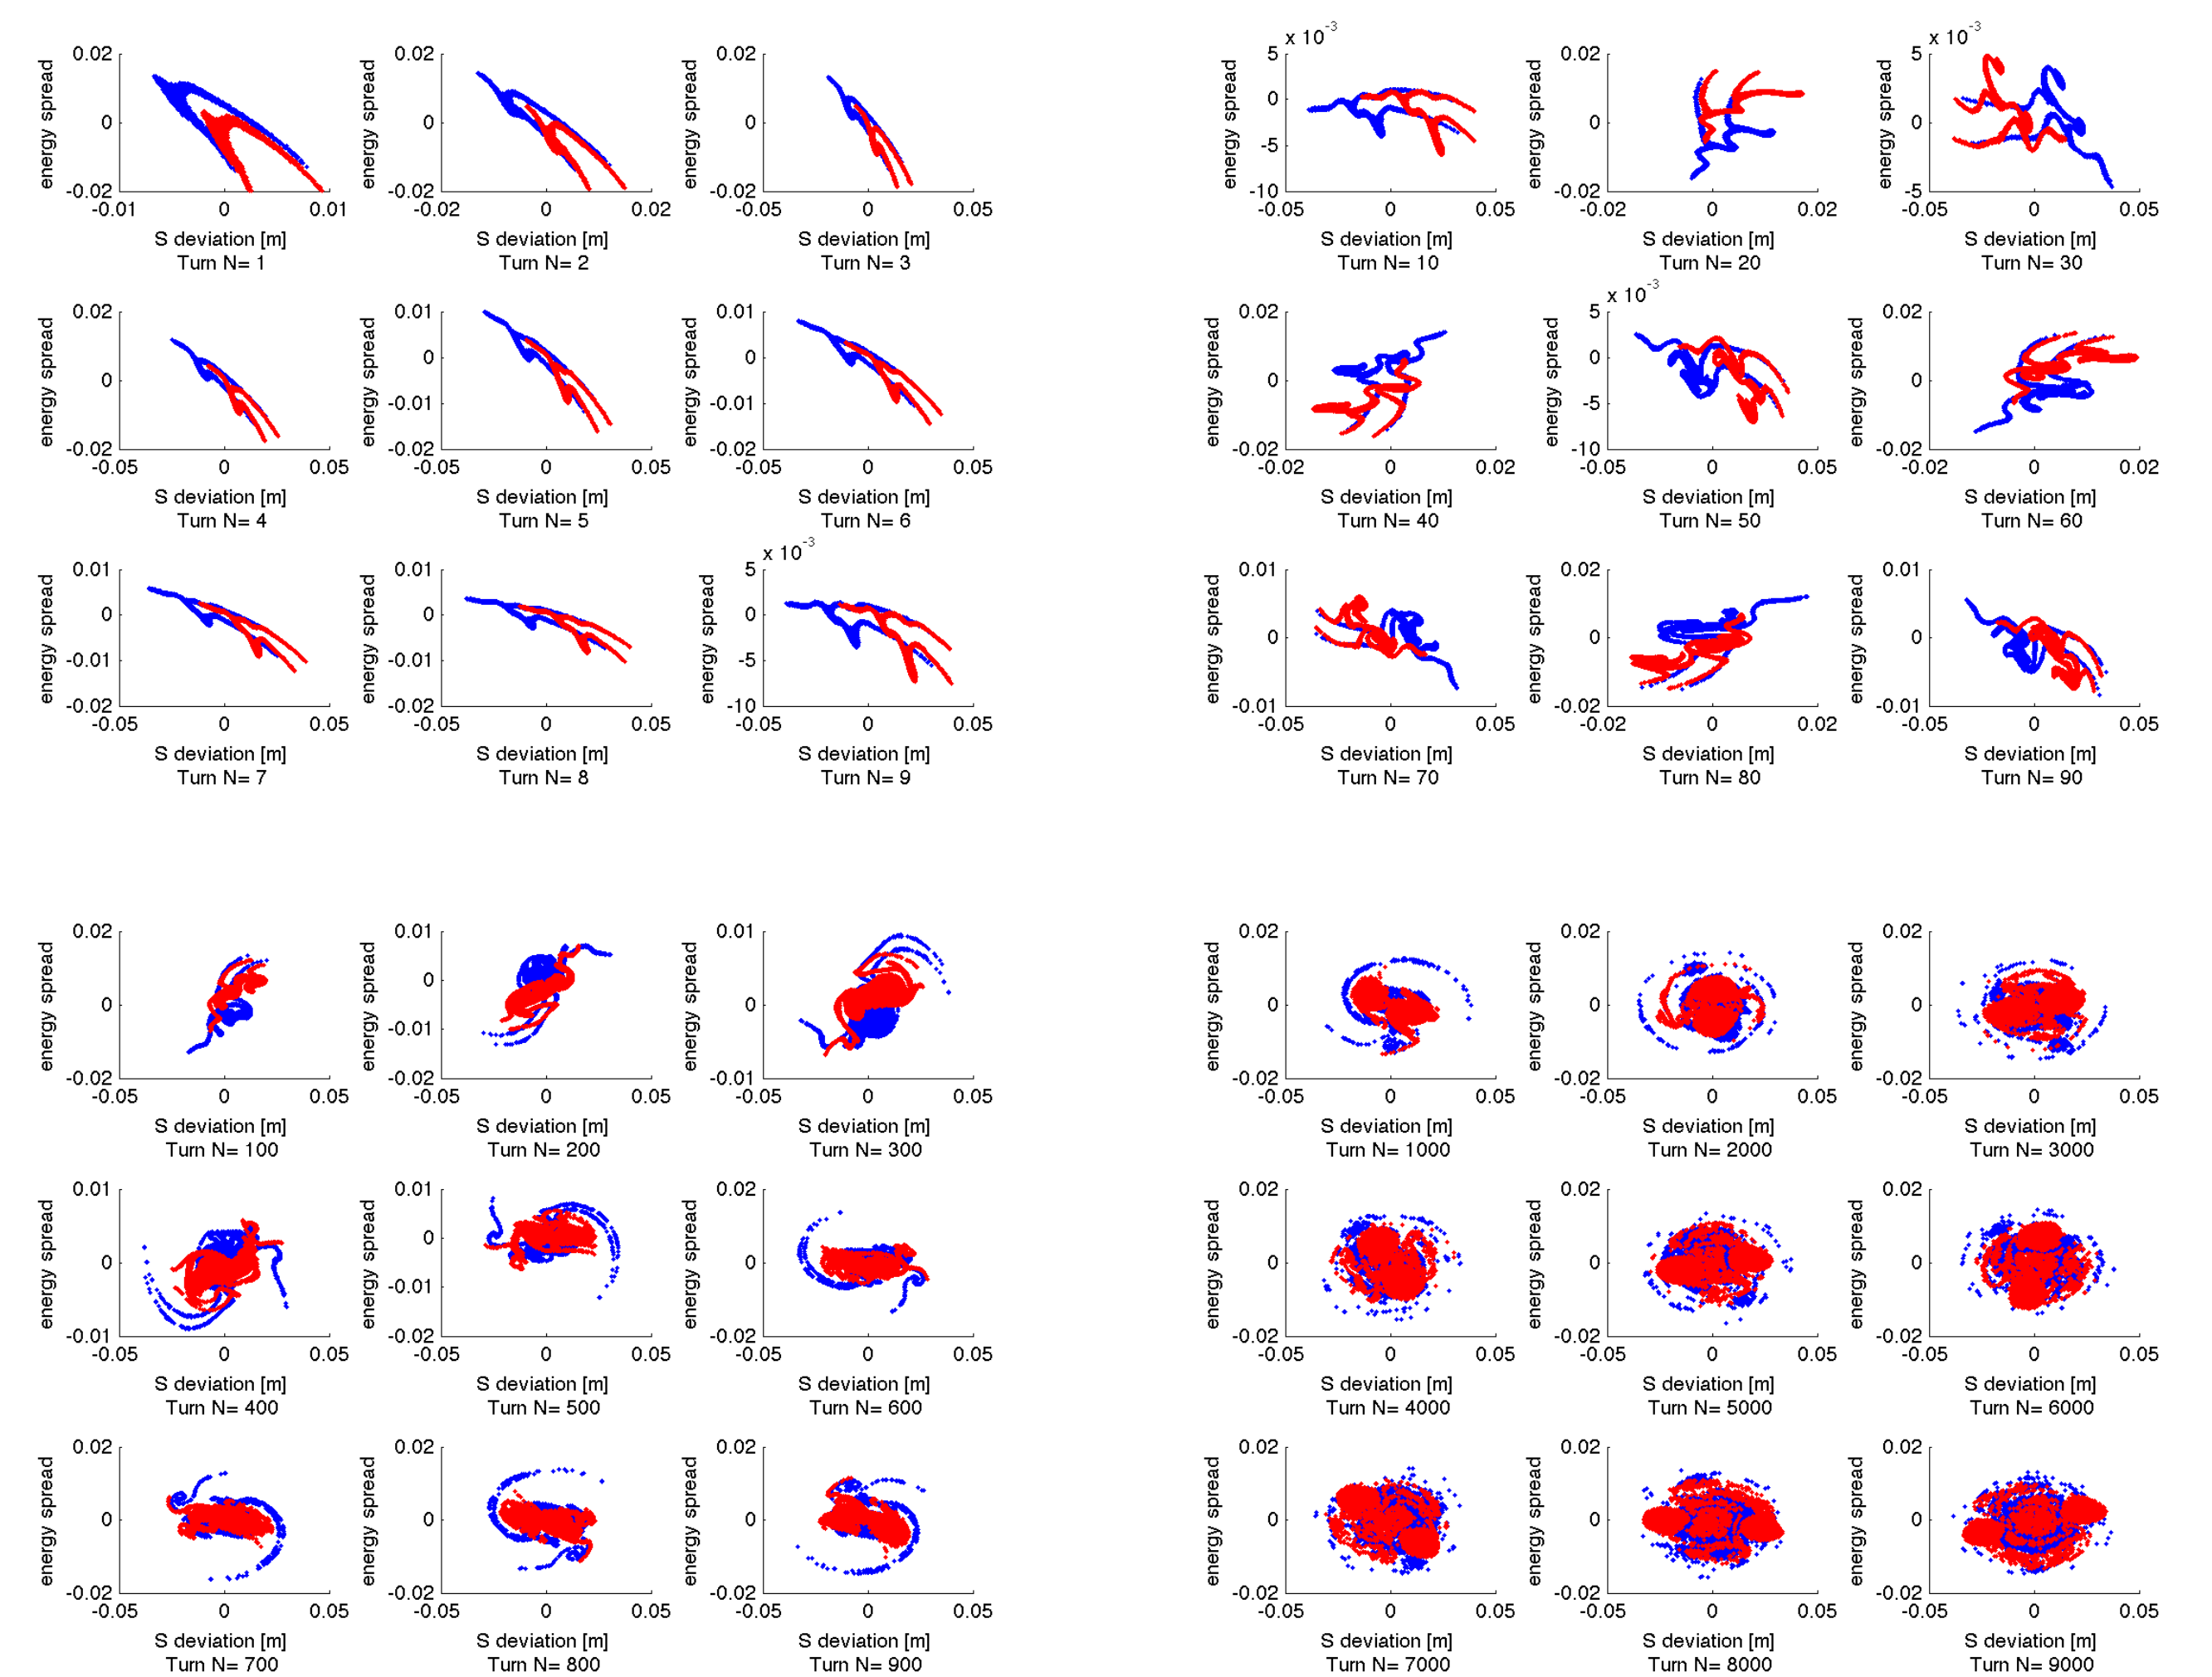 0.02 0.02 0.02
energy spread energy spread energy spread
0 0 0
-0.02 -0.02 -0.02
-0.01 0 0.01 -0.02 0 0.02 -0.05 0 0.05
S deviation [m] S deviation [m] S deviation [m]
Turn N= 1 Turn N= 2 Turn N= 3
0.02 0.01 0.01
energy spread energy spread energy spread
0 0 0
-0.01 -0.01
-0.02 -0.02 -0.02
-0.05 0 0.05 -0.05 0 0.05 -0.05 0 0.05
S deviation [m] S deviation [m] S deviation [m]
Turn N= 4 Turn N= 5 Turn N= 6
x 10-3
0.01 0.01 5
energy spread energy spread energy spread
0 0 0
-0.01 -0.01 -5
-0.02 -0.02 -10
-0.05 0 0.05 -0.05 0 0.05 -0.05 0 0.05
S deviation [m] S deviation [m] S deviation [m]
Turn N= 7 Turn N= 8 Turn N= 9
x 10-3 x 10-3
5 0.02 5
energy spread energy spread energy spread
0 0 0
-5
-10 -0.02 -5
-0.05 0 0.05 -0.02 0 0.02 -0.05 0 0.05
S deviation [m] S deviation [m] S deviation [m]
Turn N= 10 Turn N= 20 Turn N= 30
x 10-3
0.02 5 0.02
energy spread energy spread energy spread
0 0 0
-5
-0.02 -10 -0.02
-0.02 0 0.02 -0.05 0 0.05 -0.02 0 0.02
S deviation [m] S deviation [m] S deviation [m]
Turn N= 40 Turn N= 50 Turn N= 60
0.01 0.02 0.01
energy spread energy spread energy spread
0 0 0
-0.01 -0.02 -0.01
-0.05 0 0.05 -0.02 0 0.02 -0.05 0 0.05
S deviation [m] S deviation [m] S deviation [m]
Turn N= 70 Turn N= 80 Turn N= 90
0.02 0.01 0.01
energy spread energy spread energy spread
0 0 0
-0.01
-0.02 -0.02 -0.01
-0.05 0 0.05 -0.05 0 0.05 -0.05 0 0.05
S deviation [m] S deviation [m] S deviation [m]
Turn N= 100 Turn N= 200 Turn N= 300
0.01 0.01 0.02
energy spread energy spread energy spread
0 0 0
-0.01
-0.01 -0.02 -0.02
-0.05 0 0.05 -0.05 0 0.05 -0.05 0 0.05
S deviation [m] S deviation [m] S deviation [m]
Turn N= 400 Turn N= 500 Turn N= 600
0.02 0.02 0.02
energy spread energy spread energy spread
0 0 0
-0.02 -0.02 -0.02
-0.05 0 0.05 -0.05 0 0.05 -0.05 0 0.05
S deviation [m] S deviation [m] S deviation [m]
Turn N= 700 Turn N= 800 Turn N= 900
0.02 0.02 0.02
energy spread energy spread energy spread
0 0 0
-0.02 -0.02 -0.02
-0.05 0 0.05 -0.05 0 0.05 -0.05 0 0.05
S deviation [m] S deviation [m] S deviation [m]
Turn N= 1000 Turn N= 2000 Turn N= 3000
0.02 0.02 0.02
energy spread energy spread energy spread
0 0 0
-0.02 -0.02 -0.02
-0.05 0 0.05 -0.05 0 0.05 -0.05 0 0.05
S deviation [m] S deviation [m] S deviation [m]
Turn N= 4000 Turn N= 5000 Turn N= 6000
0.02 0.02 0.02
energy spread energy spread energy spread
0 0 0
-0.02 -0.02 -0.02
-0.05 0 0.05 -0.05 0 0.05 -0.05 0 0.05
S deviation [m] S deviation [m] S deviation [m]
Turn N= 7000 Turn N= 8000 Turn N= 9000